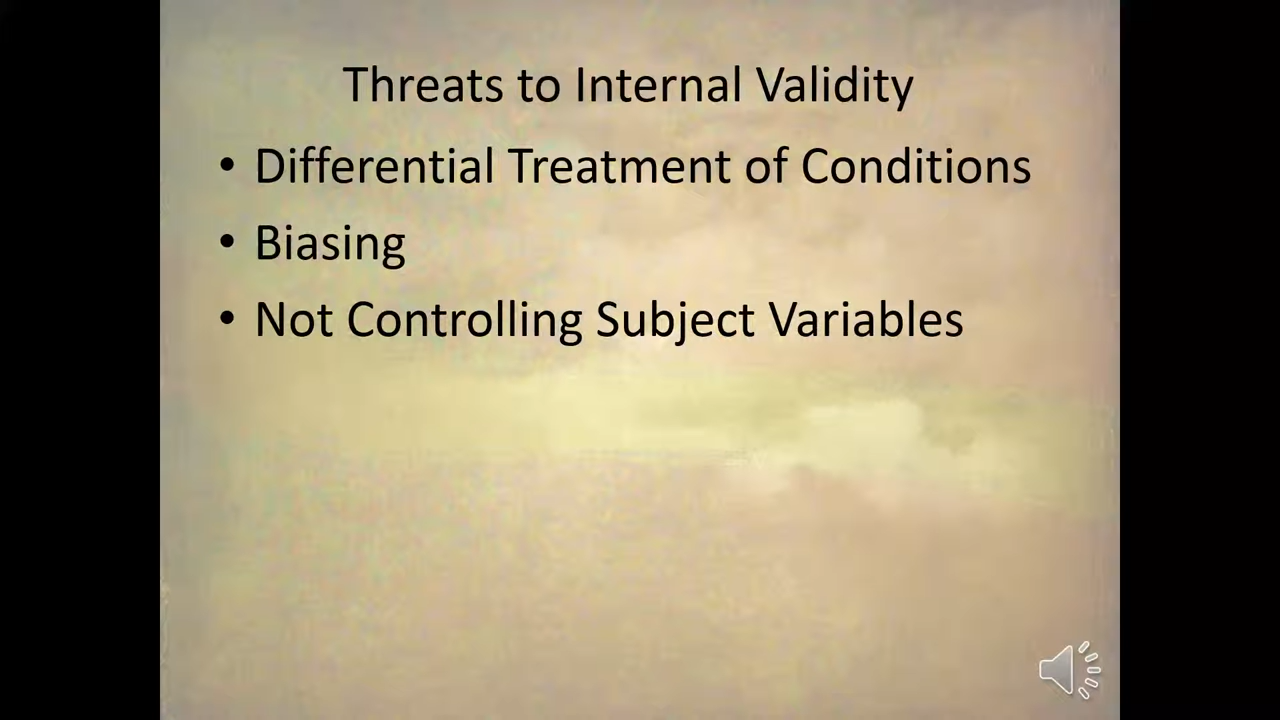 Threats to Internal Validity
• Differential Treatment of Conditions
• Biasing
• Not Controlling Subject Variables